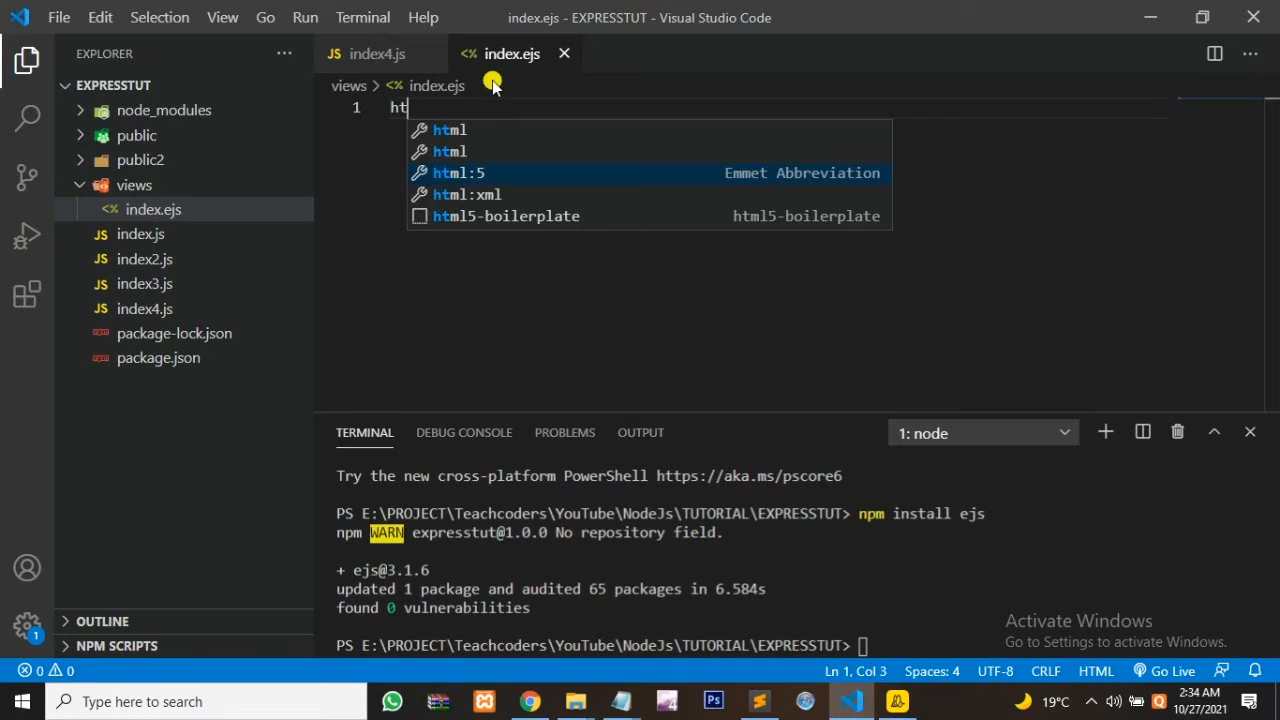 File Edit Selection View Go Run Terminal Help
index.ejs - EXPRESSTUT - Visual Studio Code
EXPLORER
EXPRESSTUT
node_modules
public
public2
views
index.ejs
index.js
index2.js
index3.js
index4.js
package-lock.json
package.json
OUTLINE
NPM SCRIPTS
JS index4.js
<> index.ejs
views > <> index.ejs
1 ht
html
html
html:5 Emmet Abbreviation
html:xml
html5-boilerplate html5-boilerplate
TERMINAL DEBUG CONSOLE PROBLEMS OUTPUT 1: node
Try the new cross-platform PowerShell https://aka.ms/pscore6
PS E:\PROJECT\Teachcoders\YouTube\NodeJs\TUTORIAL\EXPRESSTUT> npm install ejs
npm WARN expresstut@1.0.0 No repository field.
+ ejs@3.1.6
updated 1 package and audited 65 packages in 6.584s
found 0 vulnerabilities
PS E:\PROJECT\Teachcoders\YouTube\NodeJs\TUTORIAL\EXPRESSTUT>
Activate Windows
Go to Settings to activate Windows.
1
0 0
Ln 1, Col 3 Spaces: 4 UTF-8 CRLF HTML Go Live
Type here to search
Ps
19°C
2:34 AM
10/27/2021